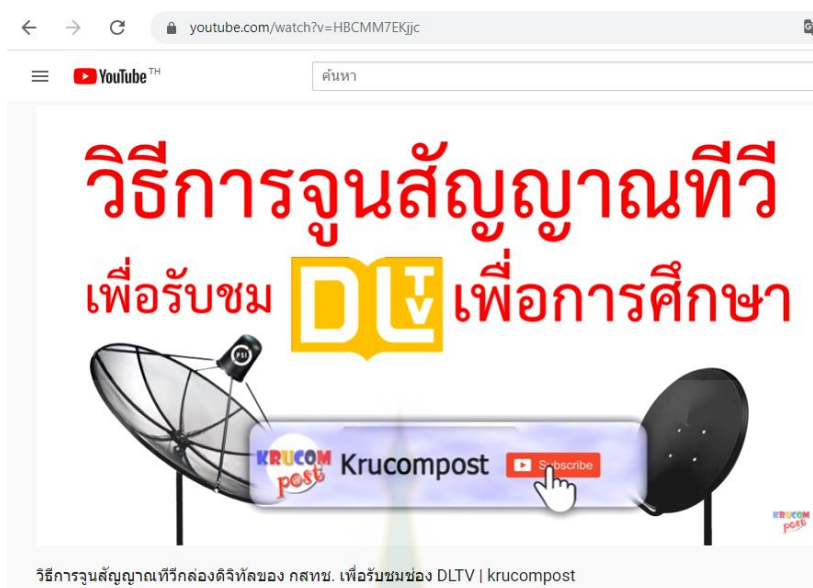 youtube.com/watch?v=HBCMM7EKjjc
YouTube TH
ค้นหา
วิธีการจูนสัญญาณทีวี
เพื่อรับชม DLTV เพื่อการศึกษา
PSI
KRUCOM post Krucompost Subscribe
KRUCOM post
วิธีการจูนสัญญาณทีวีกล่องดิจิทัลของ กสทช. เพื่อรับชมช่อง DLTV | krucompost